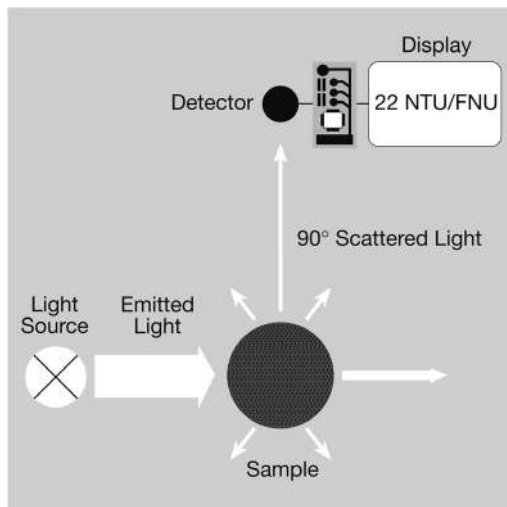 Display
Detector
22 NTU/FNU
90° Scattered Light
Light
Source
Emitted
Light
Sample